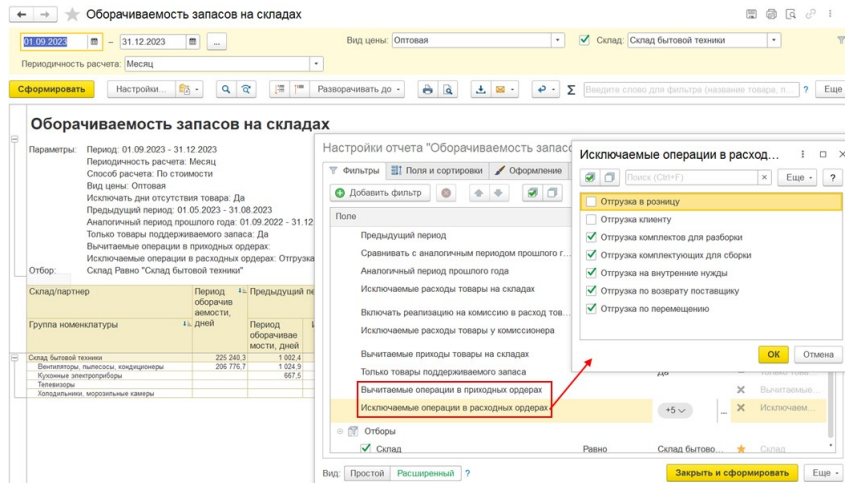 Оборачиваемость запасов на складах
01.09.2023 – 31.12.2023 ... Вид цены: Оптовая Склад: Склад бытовой техники
Периодичность расчета: Месяц
Сформировать Настройки... Разворачивать до Σ Введите слово для фильтра (название товара, п... ? Еще
Оборачиваемость запасов на складах
Параметры: Период: 01.09.2023 - 31.12.2023
Периодичность расчета: Месяц
Способ расчета: По стоимости
Вид цены: Оптовая
Исключать дни отсутствия товара: Да
Предыдущий период: 01.05.2023 - 31.08.2023
Аналогичный период прошлого года: 01.09.2022 - 31.12
Только товары поддерживаемого запаса: Да
Вычитаемые операции в приходных ордерах:
Исключаемые операции в расходных ордерах: Отгрузка
Отбор: Склад Равно "Склад бытовой техники"
Склад/партнер Период оборачив аемости, дней Предыдущий пе
Группа номенклатуры Период оборачивае мости, дней
Склад бытовой техники 225 240,3 1 002,4
Вентиляторы, пылесосы, кондиционеры 206 776,7 1 024,9
Кухонные электроприборы 667,5
Телевизоры
Холодильники, морозильные камеры
Настройки отчета "Оборачиваемость запасо
Фильтры Поля и сортировки Оформление
Добавить фильтр
Поле
Предыдущий период
Сравнивать с аналогичным периодом прошлого г...
Аналогичный период прошлого года
Исключаемые расходы товары на складах
Включать реализацию на комиссию в расход тов...
Исключаемые расходы товары у комиссионера
Вычитаемые приходы товары на складах
Только товары поддерживаемого запаса Да Только това...
Вычитаемые операции в приходных ордерах Вычитаемые...
Исключаемые операции в расходных ордерах +5 ... Исключаем...
Отборы
Склад Равно Склад бытово... Склад
Вид: Простой Расширенный ? Закрыть и сформировать Еще
Исключаемые операции в расход...
Поиск (Ctrl+F) × Еще ?
Отгрузка в розницу
Отгрузка клиенту
Отгрузка комплектов для разборки
Отгрузка комплектующих для сборки
Отгрузка на внутренние нужды
Отгрузка по возврату поставщику
Отгрузка по перемещению
ОК Отмена